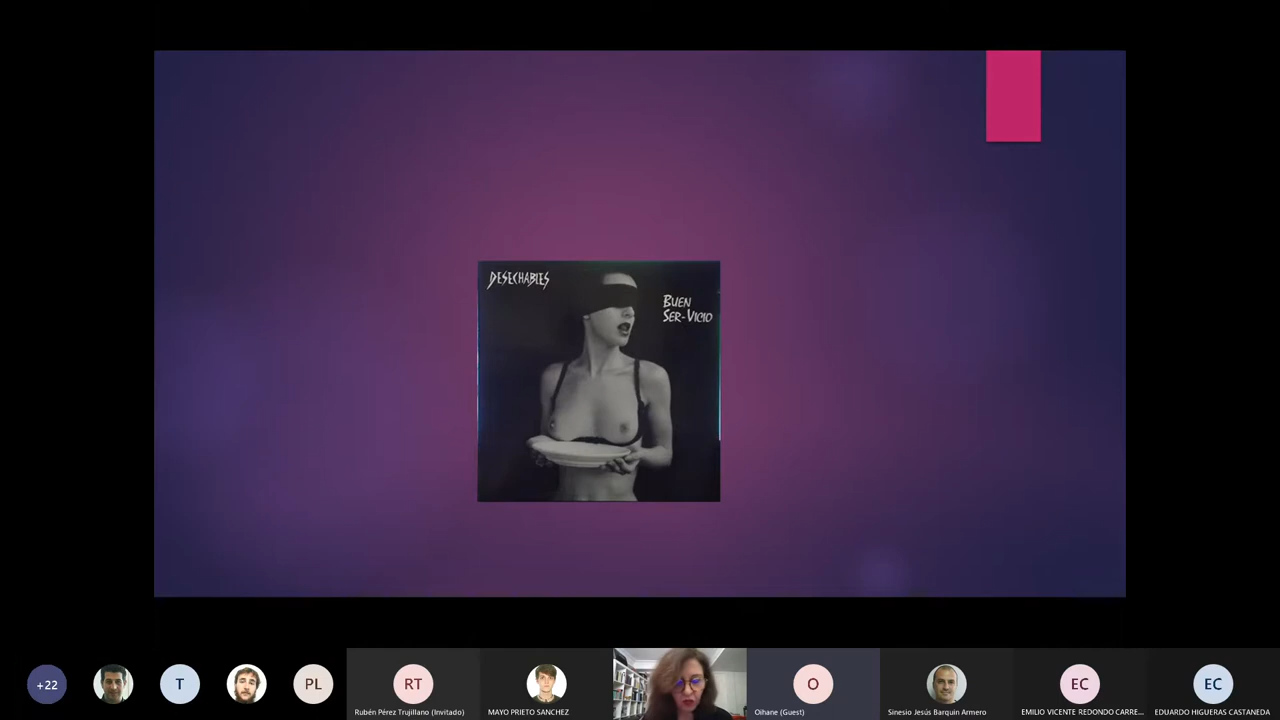 DESECHABLES
BUEN
SER-VICIO
+22
T
PL
RT
Rubén Pérez Trujillano (Invitado)
MAYO PRIETO SANCHEZ
O
Oihane (Guest)
Sinesio Jesús Barquin Armero
EC
EMILIO VICENTE REDONDO CARRE...
EC
EDUARDO HIGUERAS CASTAÑEDA